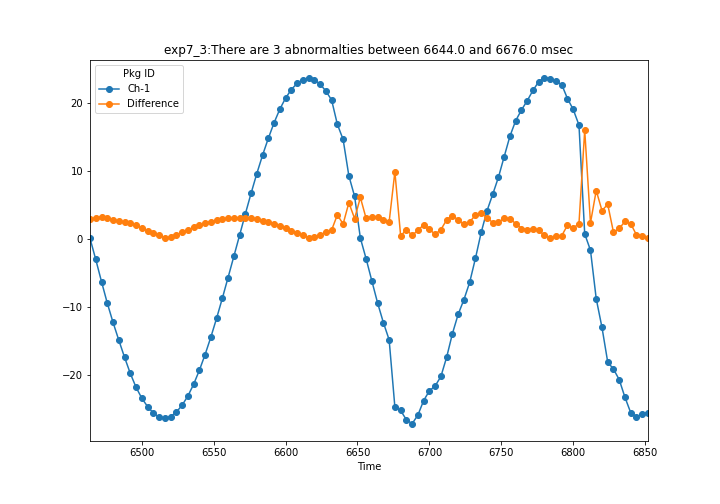 exp7_3:There are 3 abnormalties between 6644.0 and 6676.0 msec
Pkg ID
Ch-1
Difference
20
10
0
−10
−20
6500 6550 6600 6650 6700 6750 6800 6850
Time